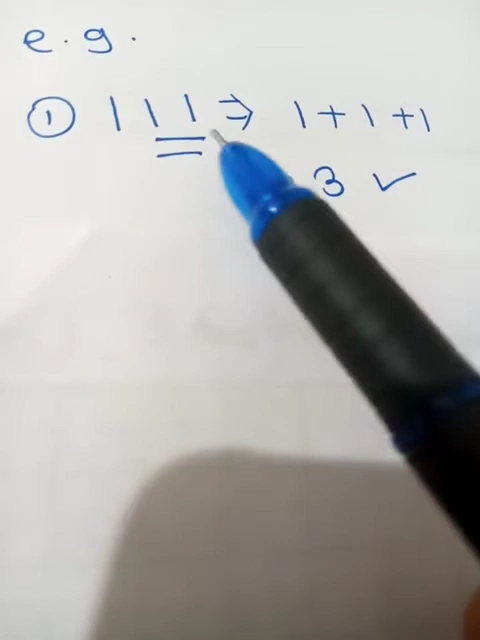 e.g.
① 111 ⇒ 1+1+1
3 ✓